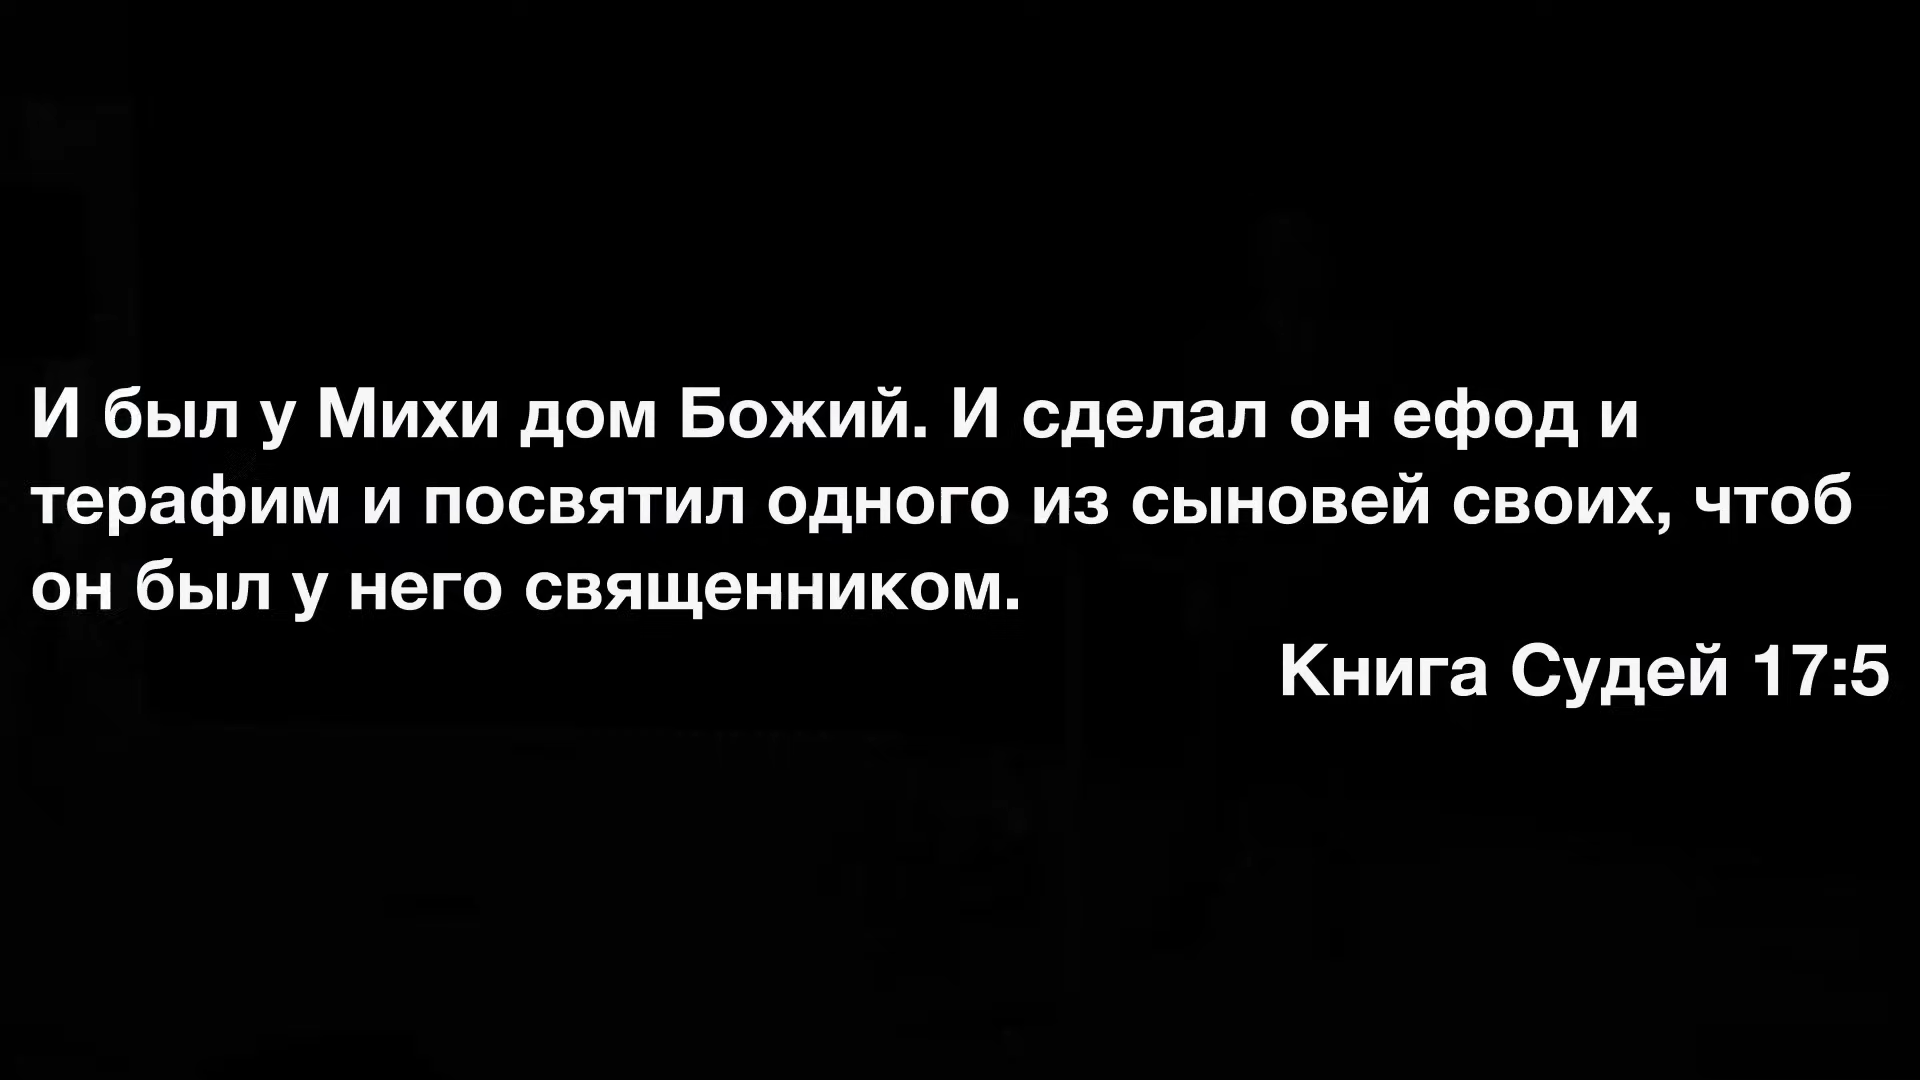 И был у Михи дом Божий. И сделал он ефод и
терафим и посвятил одного из сыновей своих, чтоб
он был у него священником.
Книга Судей 17:5